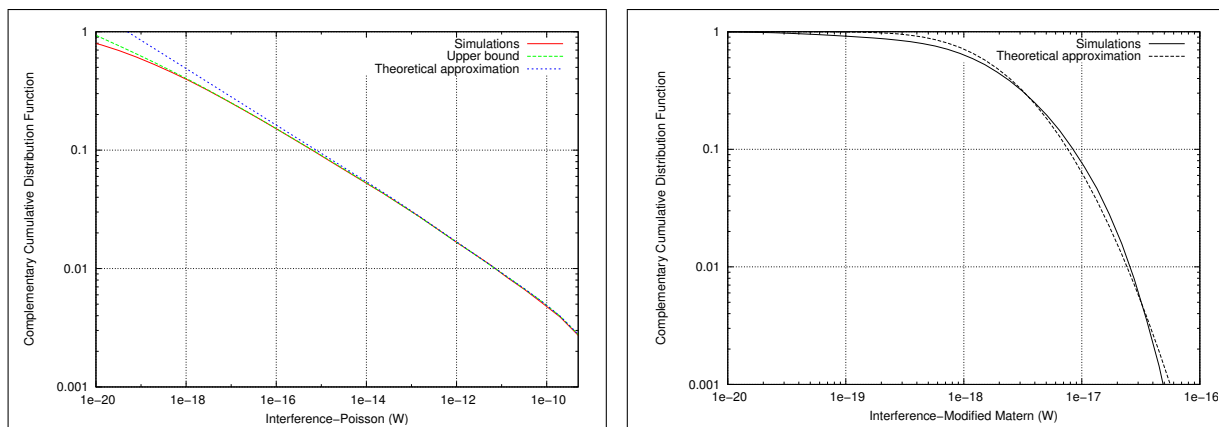 Complementary Cumulative Distribution Function
1
0.1
0.01
0.001
Simulations
Upper bound
Theoretical approximation
1e−20 1e−18 1e−16 1e−14 1e−12 1e−10
Interference−Poisson (W)
Complementary Cumulative Distribution Function
1
0.1
0.01
0.001
Simulations
Theoretical approximation
1e−20 1e−19 1e−18 1e−17 1e−16
Interference−Modified Matern (W)